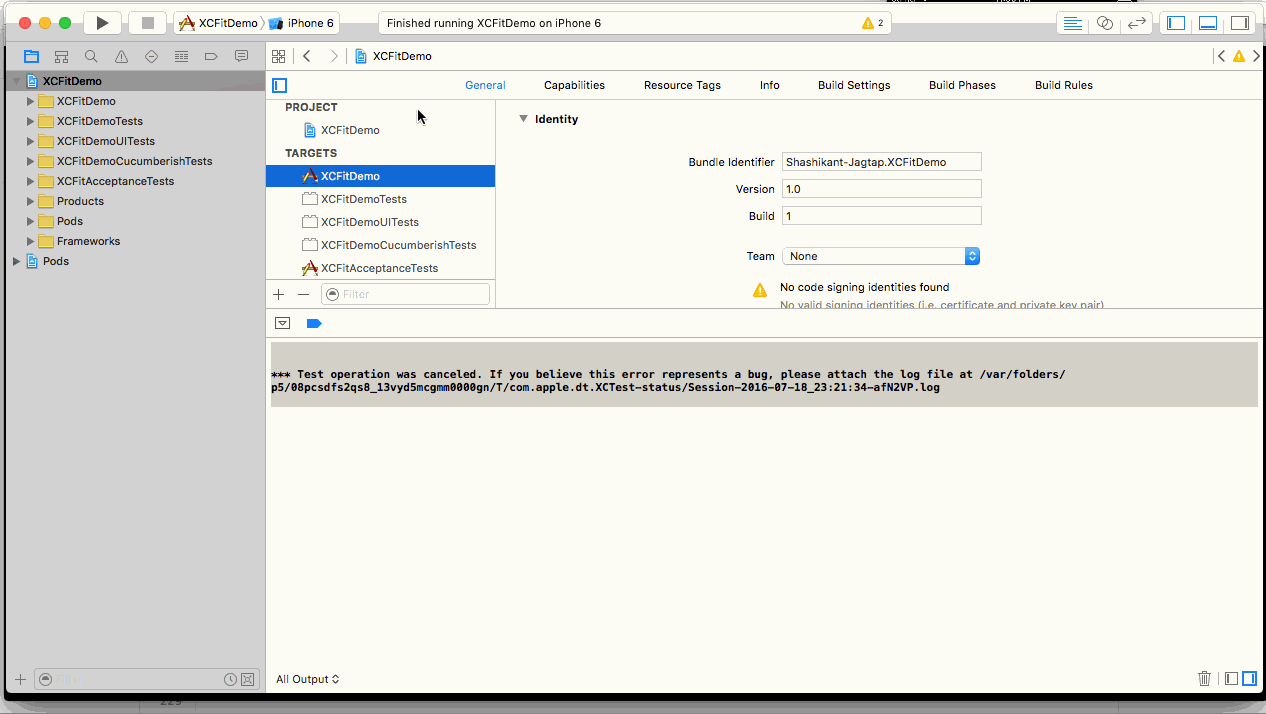 XCFitDemo
iPhone 6
Finished running XCFitDemo on iPhone 6
2
XCFitDemo
XCFitDemo
XCFitDemoTests
XCFitDemoUITests
XCFitDemoCucumberishTests
XCFitAcceptanceTests
Products
Pods
Frameworks
Pods
Filter
XCFitDemo
General
Capabilities
Resource Tags
Info
Build Settings
Build Phases
Build Rules
PROJECT
XCFitDemo
TARGETS
XCFitDemo
XCFitDemoTests
XCFitDemoUITests
XCFitDemoCucumberishTests
XCFitAcceptanceTests
Filter
Identity
Bundle Identifier Shashikant-Jagtap.XCFitDemo
Version 1.0
Build 1
Team None
No code signing identities found
No valid signing identities (i.e. certificate and private key pair)
*** Test operation was canceled. If you believe this error represents a bug, please attach the log file at /var/folders/
p5/08pcsdfs2qs8_13vyd5mcgmm0000gn/T/com.apple.dt.XCTest-status/Session-2016-07-18_23:21:34-afN2VP.log
All Output
229